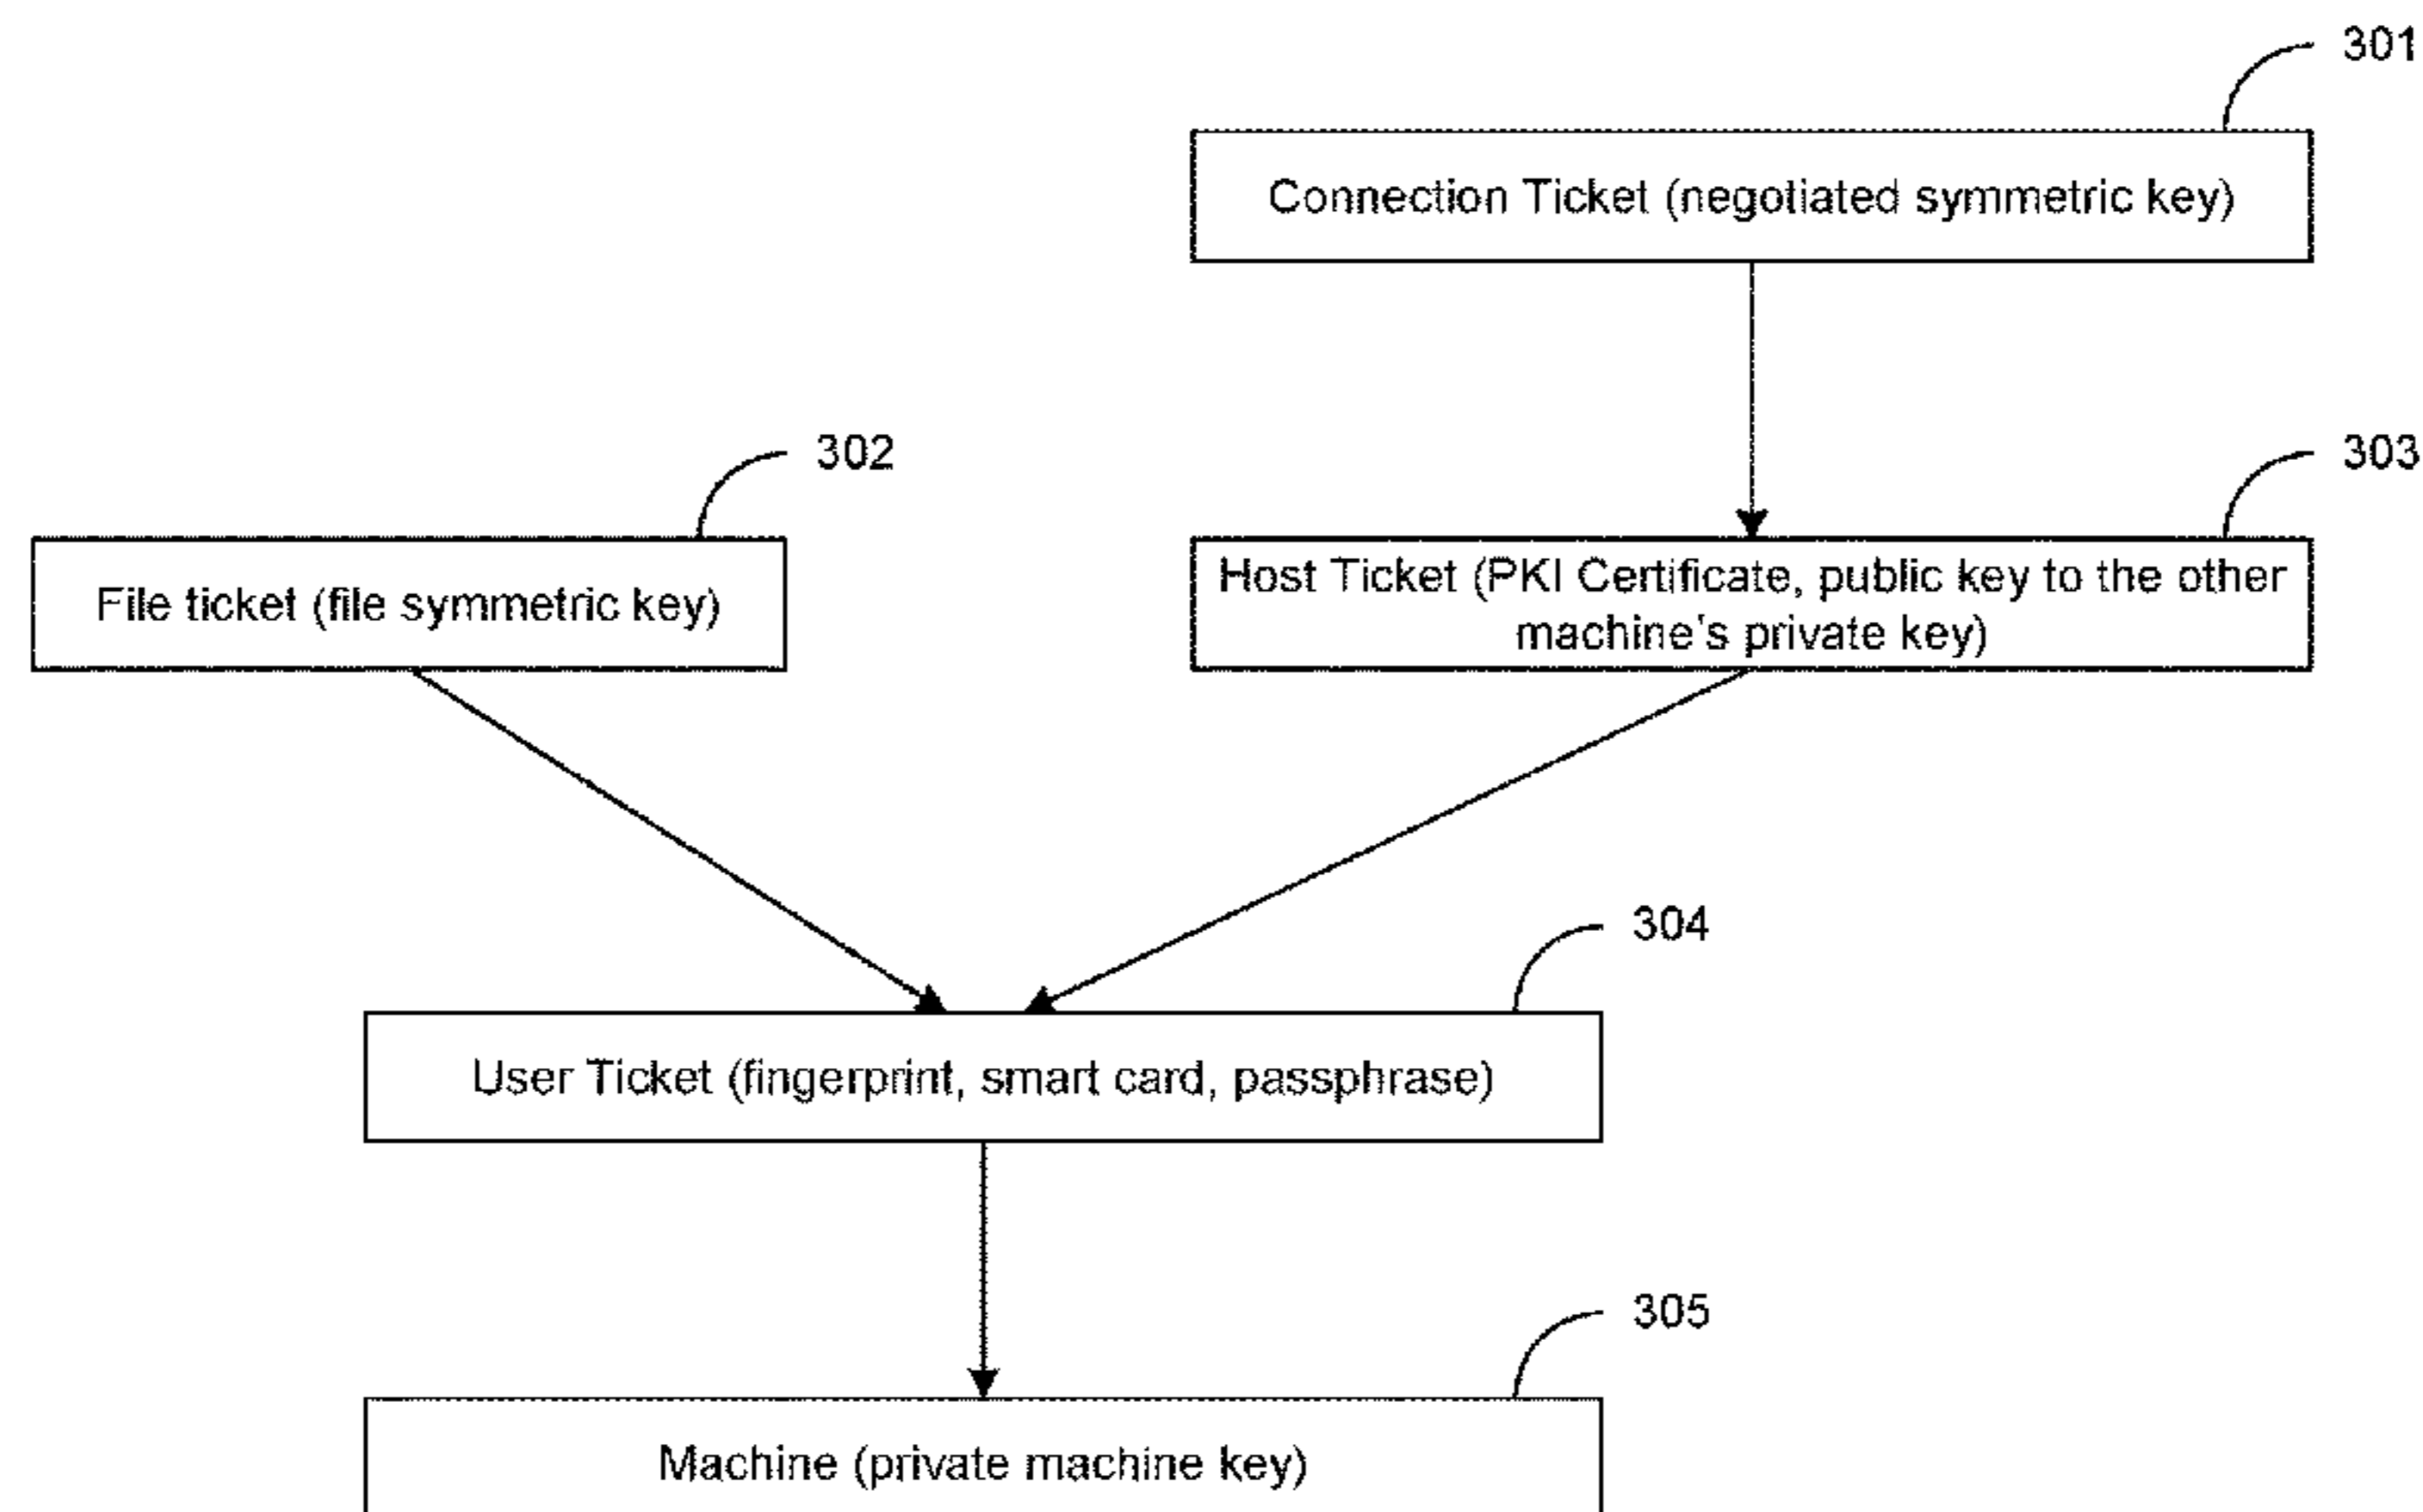 301
Connection Ticket (negotiated symmetric key)
302
303
File ticket (file symmetric key)
Host Ticket (PKI Certificate, public key to the other
machine's private key)
304
User Ticket (fingerprint, smart card, passphrase)
305
Machine (private machine key)